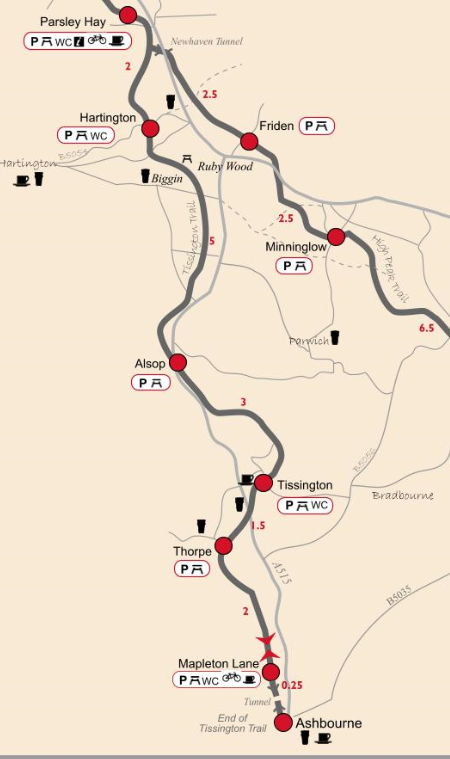 Parsley Hay
P WC i
Newhaven Tunnel
2
2.5
Hartington
P WC
Friden
P
B5054
Hartington
Ruby Wood
Biggin
Tissington Trail
5
2.5
Minninglow
P
High Peak Trail
Parwich
6.5
Alsop
P
3
B5056
Tissington
P WC
Bradbourne
1.5
Thorpe
P
A515
B5035
2
Mapleton Lane
P WC
0.25
Tunnel
End of
Tissington Trail
Ashbourne